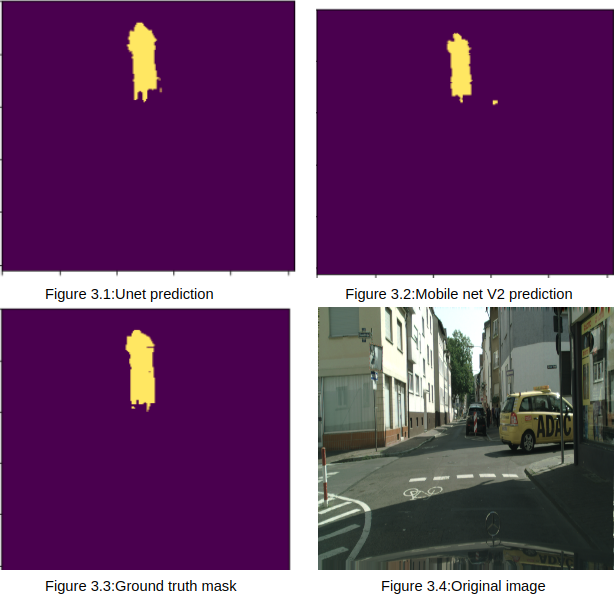 Figure 3.1:Unet prediction
Figure 3.2:Mobile net V2 prediction
ADAC
Figure 3.3:Ground truth mask
Figure 3.4:Original image